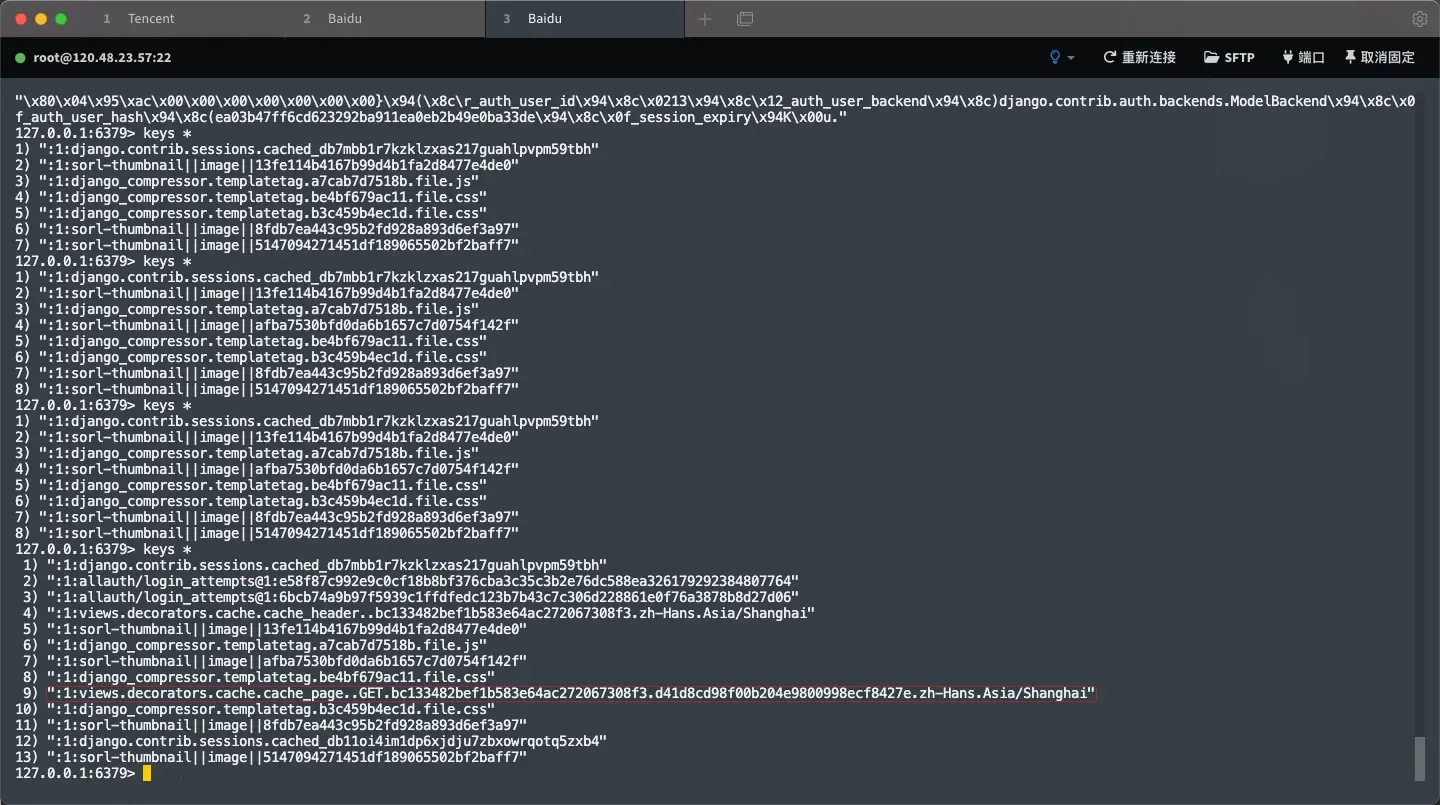 1 Tencent 2 Baidu 3 Baidu
root@120.48.23.57:22 重新连接 SFTP 端口 取消固定
"\x80\x04\x95\xac\x00\x00\x00\x00\x00\x00\x00}\x94(\x8c\r_auth_user_id\x94\x8c\x0213\x94\x8c\x12_auth_user_backend\x94\x8c)django.contrib.auth.backends.ModelBackend\x94\x8c\x0
f_auth_user_hash\x94\x8c(ea03b47ff6cd623292ba911ea0eb2b49e0ba33de\x94\x8c\x0f_session_expiry\x94K\x00u."
127.0.0.1:6379> keys *
1) ":1:django.contrib.sessions.cached_db7mbb1r7kzklzxas217guahlpvpm59tbh"
2) ":1:sorl-thumbnail||image||13fe114b4167b99d4b1fa2d8477e4de0"
3) ":1:django_compressor.templatetag.a7cab7d7518b.file.js"
4) ":1:django_compressor.templatetag.be4bf679ac11.file.css"
5) ":1:django_compressor.templatetag.b3c459b4ec1d.file.css"
6) ":1:sorl-thumbnail||image||8fdb7ea443c95b2fd928a893d6ef3a97"
7) ":1:sorl-thumbnail||image||5147094271451df189065502bf2baff7"
127.0.0.1:6379> keys *
1) ":1:django.contrib.sessions.cached_db7mbb1r7kzklzxas217guahlpvpm59tbh"
2) ":1:sorl-thumbnail||image||13fe114b4167b99d4b1fa2d8477e4de0"
3) ":1:django_compressor.templatetag.a7cab7d7518b.file.js"
4) ":1:sorl-thumbnail||image||afba7530bfd0da6b1657c7d0754f142f"
5) ":1:django_compressor.templatetag.be4bf679ac11.file.css"
6) ":1:django_compressor.templatetag.b3c459b4ec1d.file.css"
7) ":1:sorl-thumbnail||image||8fdb7ea443c95b2fd928a893d6ef3a97"
8) ":1:sorl-thumbnail||image||5147094271451df189065502bf2baff7"
127.0.0.1:6379> keys *
1) ":1:django.contrib.sessions.cached_db7mbb1r7kzklzxas217guahlpvpm59tbh"
2) ":1:sorl-thumbnail||image||13fe114b4167b99d4b1fa2d8477e4de0"
3) ":1:django_compressor.templatetag.a7cab7d7518b.file.js"
4) ":1:sorl-thumbnail||image||afba7530bfd0da6b1657c7d0754f142f"
5) ":1:django_compressor.templatetag.be4bf679ac11.file.css"
6) ":1:django_compressor.templatetag.b3c459b4ec1d.file.css"
7) ":1:sorl-thumbnail||image||8fdb7ea443c95b2fd928a893d6ef3a97"
8) ":1:sorl-thumbnail||image||5147094271451df189065502bf2baff7"
127.0.0.1:6379> keys *
1) ":1:django.contrib.sessions.cached_db7mbb1r7kzklzxas217guahlpvpm59tbh"
2) ":1:allauth/login_attempts@1:e58f87c992e9c0cf18b8bf376cba3c35c3b2e76dc588ea326179292384807764"
3) ":1:allauth/login_attempts@1:6bcb74a9b97f5939c1ffdfedc123b7b43c7c306d228861e0f76a3878b8d27d06"
4) ":1:views.decorators.cache.cache_header..bc133482bef1b583e64ac272067308f3.zh-Hans.Asia/Shanghai"
5) ":1:sorl-thumbnail||image||13fe114b4167b99d4b1fa2d8477e4de0"
6) ":1:django_compressor.templatetag.a7cab7d7518b.file.js"
7) ":1:sorl-thumbnail||image||afba7530bfd0da6b1657c7d0754f142f"
8) ":1:django_compressor.templatetag.be4bf679ac11.file.css"
9) ":1:views.decorators.cache.cache_page..GET.bc133482bef1b583e64ac272067308f3.d41d8cd98f00b204e9800998ecf8427e.zh-Hans.Asia/Shanghai"
10) ":1:django_compressor.templatetag.b3c459b4ec1d.file.css"
11) ":1:sorl-thumbnail||image||8fdb7ea443c95b2fd928a893d6ef3a97"
12) ":1:django.contrib.sessions.cached_db11oi4im1dp6xjdju7zbxowrqotq5zxb4"
13) ":1:sorl-thumbnail||image||5147094271451df189065502bf2baff7"
127.0.0.1:6379>